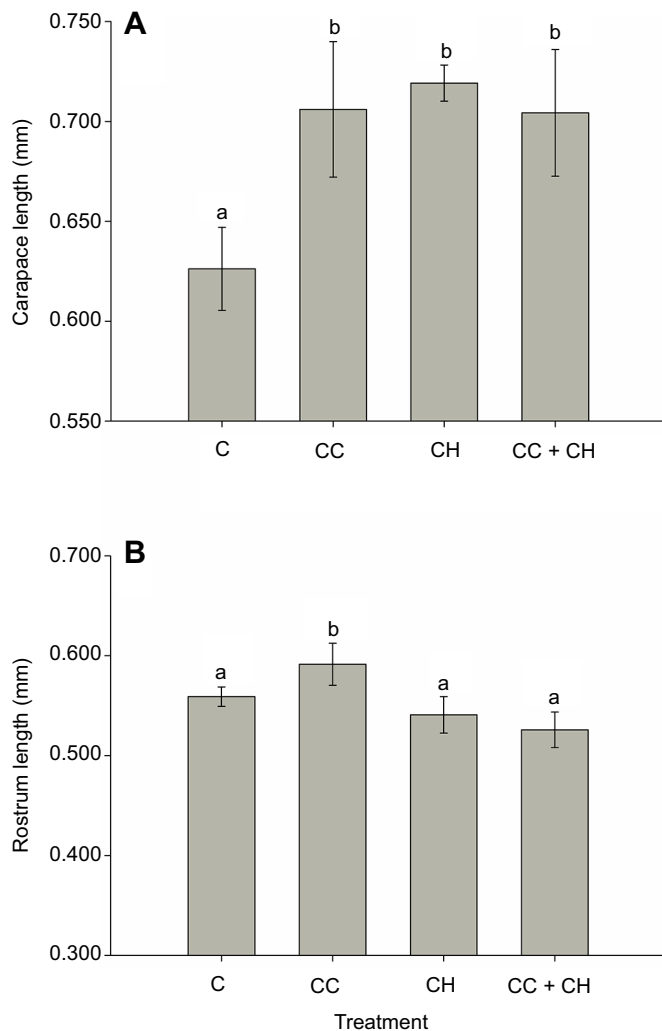 A
0.750
0.700
0.650
0.600
0.550
Carapace length (mm)
a
b
b
b
C CC CH CC + CH
B
0.700
0.600
0.500
0.400
0.300
Rostrum length (mm)
a
b
a
a
C CC CH CC + CH
Treatment